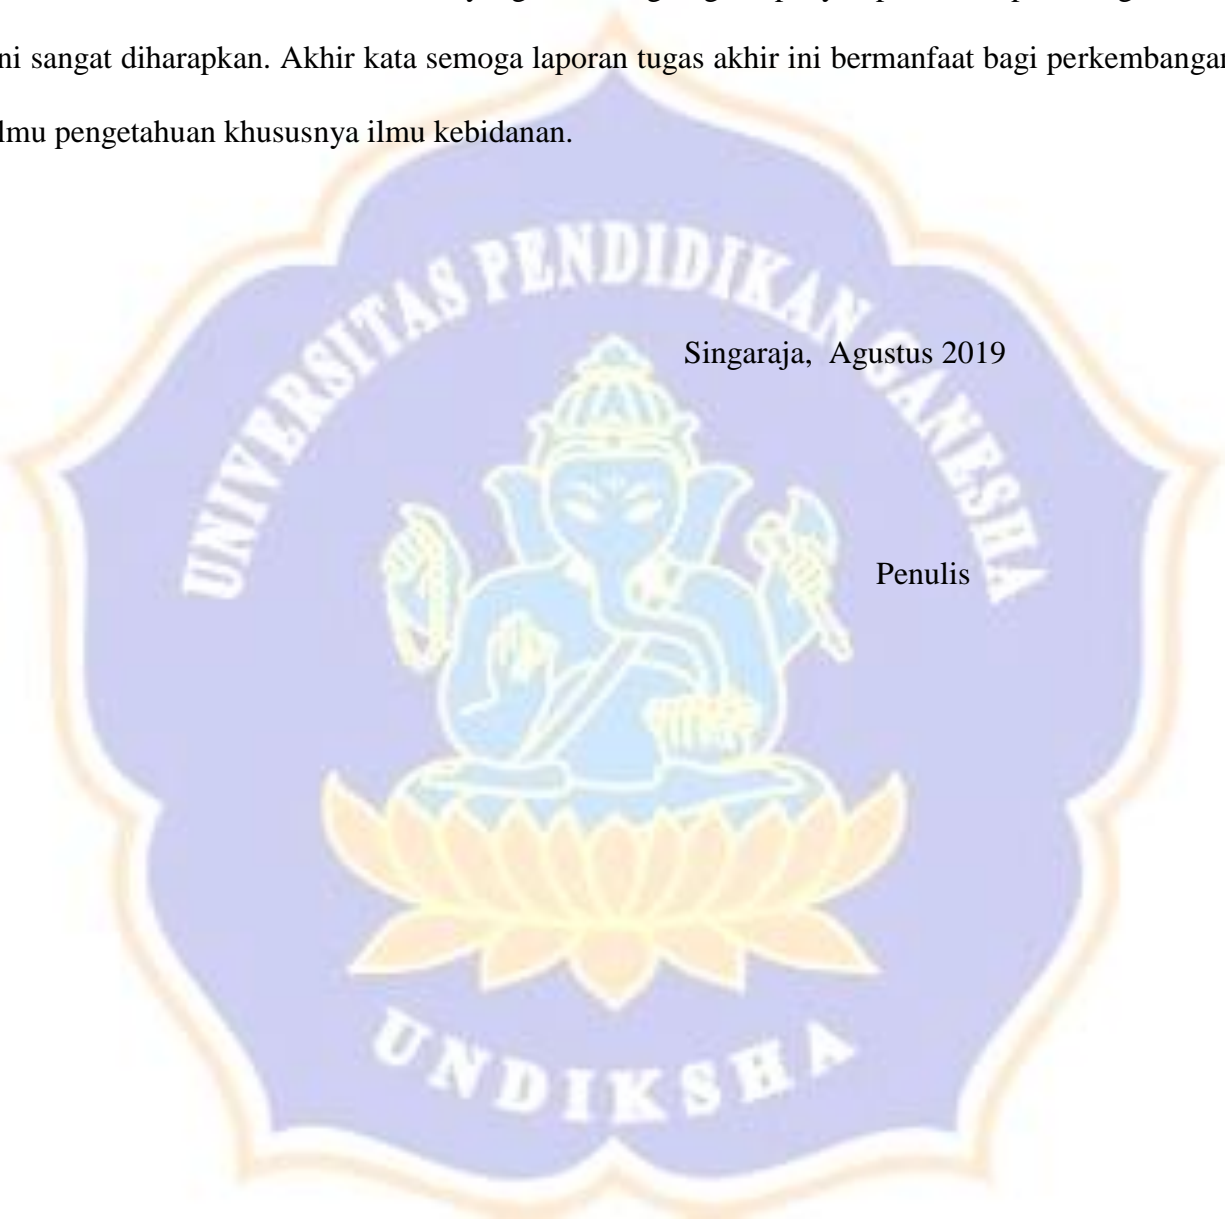 ni sangat diharapkan. Akhir kata semoga laporan tugas akhir ini bermanfaat bagi perkembangan
lmu pengetahuan khususnya ilmu kebidanan.
UNIVERSITAS PENDIDIKAN GANESHA
Singaraja, Agustus 2019
Penulis
UNDIKSHA